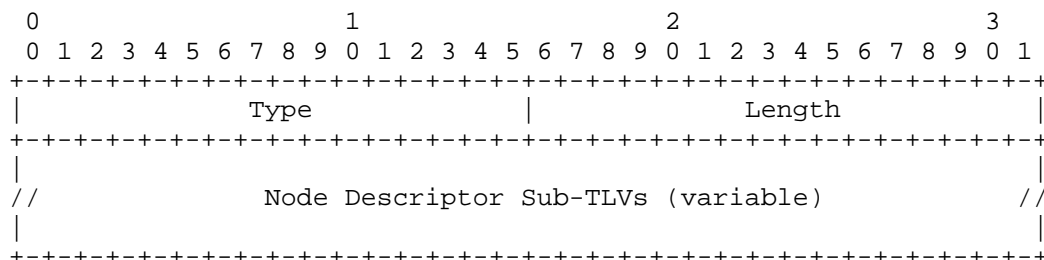 0                   1                   2                   3
 0 1 2 3 4 5 6 7 8 9 0 1 2 3 4 5 6 7 8 9 0 1 2 3 4 5 6 7 8 9 0 1
+-+-+-+-+-+-+-+-+-+-+-+-+-+-+-+-+-+-+-+-+-+-+-+-+-+-+-+-+-+-+-+-+
|              Type             |             Length            |
+-+-+-+-+-+-+-+-+-+-+-+-+-+-+-+-+-+-+-+-+-+-+-+-+-+-+-+-+-+-+-+-+
|                                                               |
//              Node Descriptor Sub-TLVs (variable)            //
|                                                               |
+-+-+-+-+-+-+-+-+-+-+-+-+-+-+-+-+-+-+-+-+-+-+-+-+-+-+-+-+-+-+-+-+